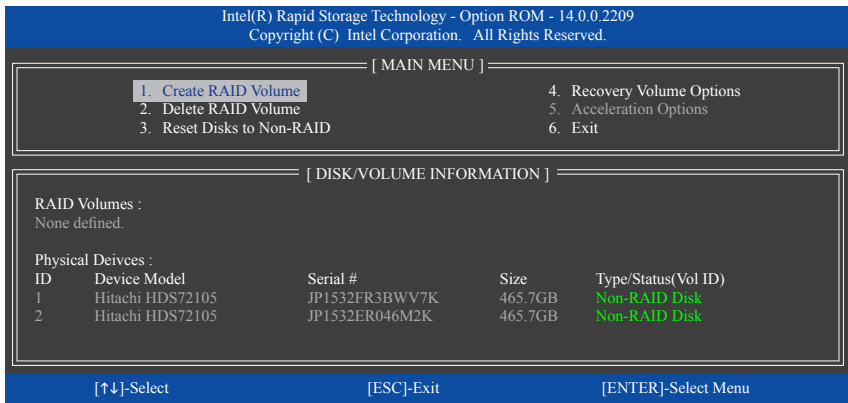 Intel(R) Rapid Storage Technology - Option ROM - 14.0.0.2209
Copyright (C) Intel Corporation. All Rights Reserved.
[ MAIN MENU ]
1. Create RAID Volume
2. Delete RAID Volume
3. Reset Disks to Non-RAID
4. Recovery Volume Options
5. Acceleration Options
6. Exit
[ DISK/VOLUME INFORMATION ]
RAID Volumes :
None defined.
Physical Deivces :
ID Device Model Serial # Size Type/Status(Vol ID)
1 Hitachi HDS72105 JP1532FR3BWV7K 465.7GB Non-RAID Disk
2 Hitachi HDS72105 JP1532ER046M2K 465.7GB Non-RAID Disk
[↑↓]-Select [ESC]-Exit [ENTER]-Select Menu